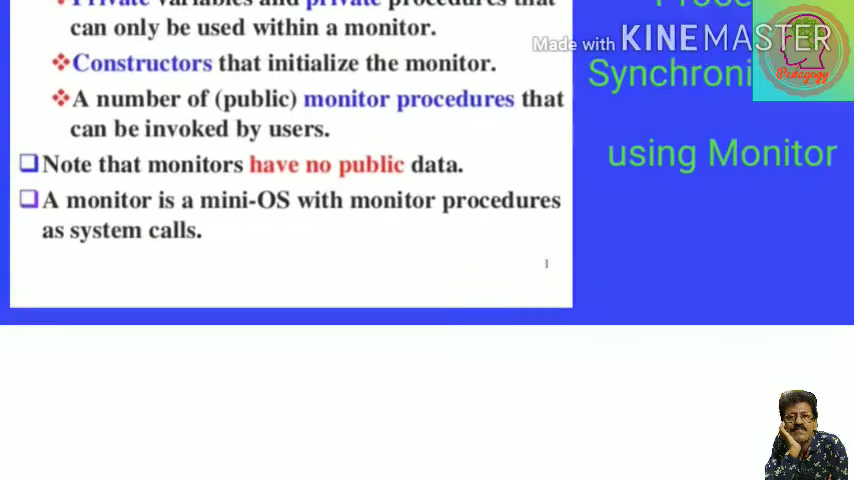 Private variables and private procedures that
can only be used within a monitor.
❖Constructors that initialize the monitor.
❖A number of (public) monitor procedures that
can be invoked by users.
❑Note that monitors have no public data.
❑A monitor is a mini-OS with monitor procedures
as system calls.
1
Made with KINEMASTER
Pedagogy
using Monitor